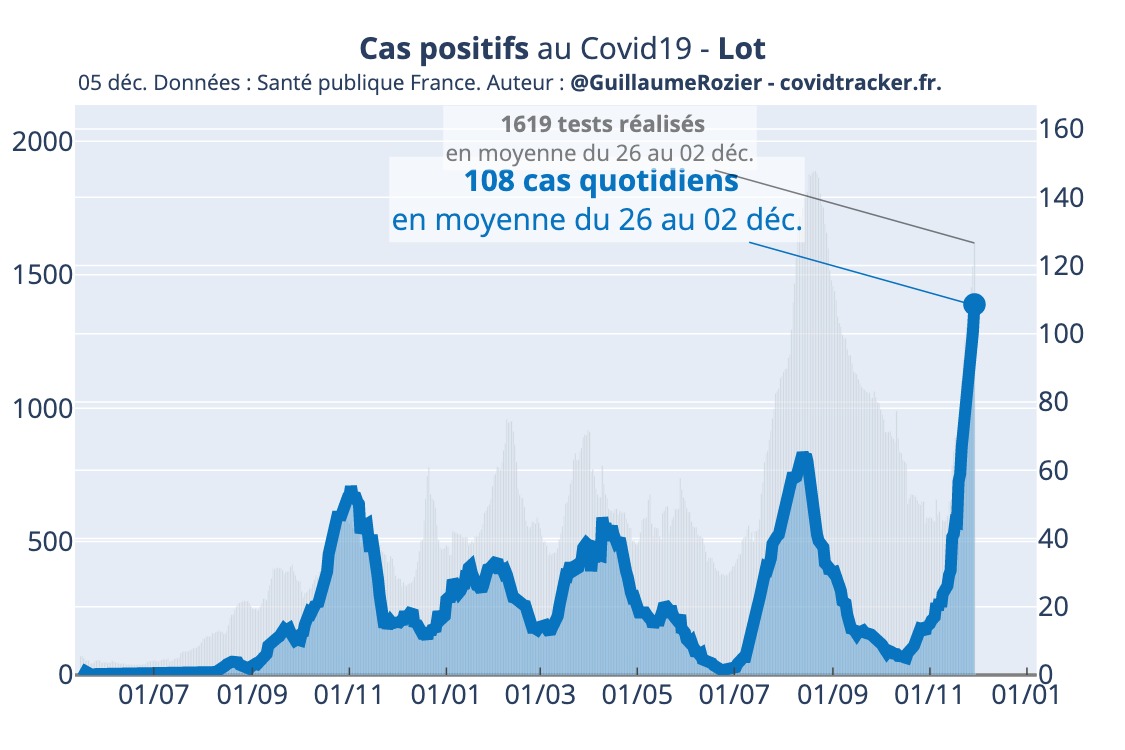 Cas positifs au Covid19 - Lot
05 déc. Données : Santé publique France. Auteur : @GuillaumeRozier - covidtracker.fr.
1619 tests réalisés
en moyenne du 26 au 02 déc.
108 cas quotidiens
en moyenne du 26 au 02 déc.
2000
1500
1000
500
0
160
140
120
100
80
60
40
20
0
01/07 01/09 01/11 01/01 01/03 01/05 01/07 01/09 01/11 01/01